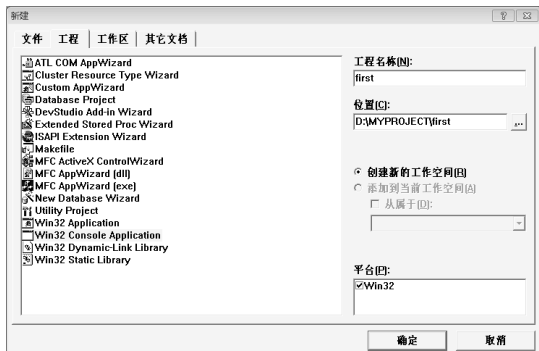 新建
文件 工程 工作区 其它文档
ATL COM AppWizard
Cluster Resource Type Wizard
Custom AppWizard
Database Project
DevStudio Add-in Wizard
Extended Stored Proc Wizard
ISAPI Extension Wizard
Makefile
MFC ActiveX ControlWizard
MFC AppWizard [dll]
MFC AppWizard [exe]
New Database Wizard
Utility Project
Win32 Application
Win32 Console Application
Win32 Dynamic-Link Library
Win32 Static Library
工程名称[N]:
first
位置[C]:
D:\MYPROJECT\first
...
创建新的工作空间[R]
添加到当前工作空间[A]
从属于[D]:
平台[P]:
Win32
确定 取消